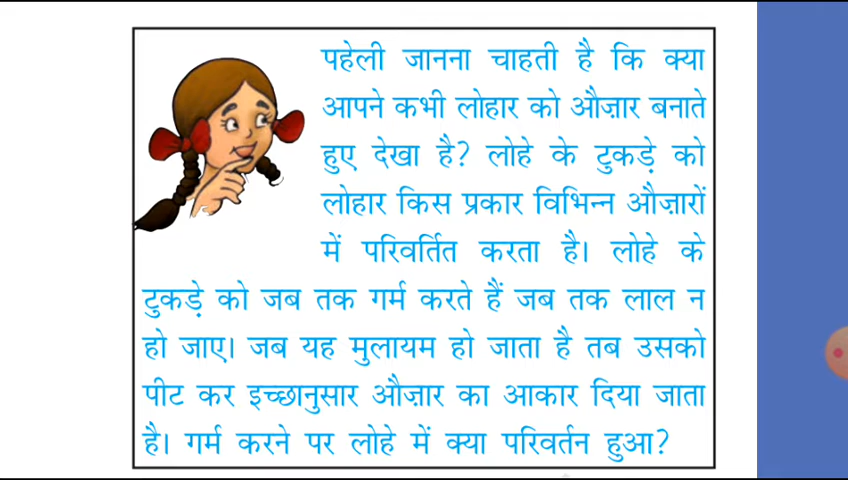 पहेली जानना चाहती है कि क्या
आपने कभी लोहार को औज़ार बनाते
हुए देखा है? लोहे के टुकड़े को
लोहार किस प्रकार विभिन्न औज़ारों
में परिवर्तित करता है। लोहे के
टुकड़े को जब तक गर्म करते हैं जब तक लाल न
हो जाए। जब यह मुलायम हो जाता है तब उसको
पीट कर इच्छानुसार औज़ार का आकार दिया जाता
है। गर्म करने पर लोहे में क्या परिवर्तन हुआ?